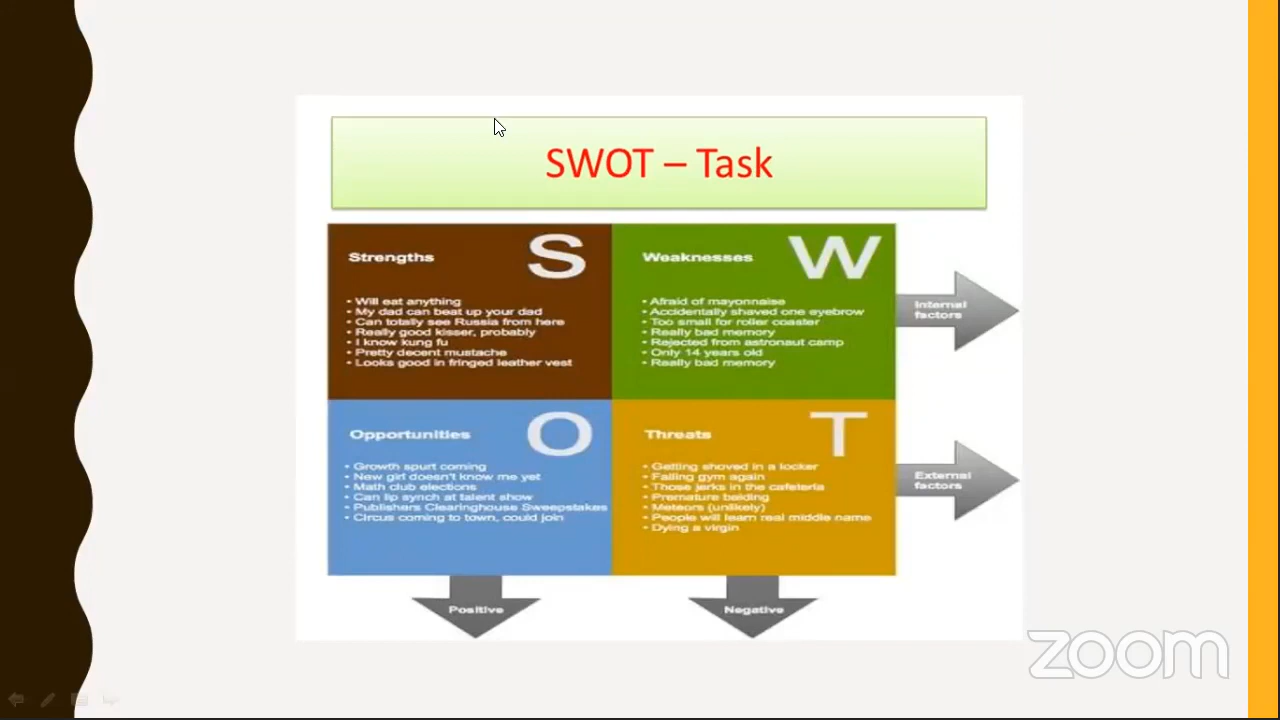 SWOT – Task
S
Strengths
• Will eat anything
• My dad can beat up your dad
• Can totally see Russia from here
• Really good kisser, probably
• I know kung fu
• Pretty decent mustache
• Looks good in fringed leather vest
W
Weaknesses
• Afraid of mayonnaise
• Accidentally shaved one eyebrow
• Too small for roller coaster
• Really bad memory
• Rejected from astronaut camp
• Only 14 years old
• Really bad memory
Internal
factors
O
Opportunities
• Growth spurt coming
• New girl doesn't know me yet
• Math club elections
• Can lip synch at talent show
• Publishers Clearinghouse Sweepstakes
• Circus coming to town, could join
T
Threats
• Getting shoved in a locker
• Failing gym again
• Those jerks in the cafeteria
• Premature balding
• Meteors (unlikely)
• People will learn real middle name
• Dying a virgin
External
factors
Positive
Negative
zoom